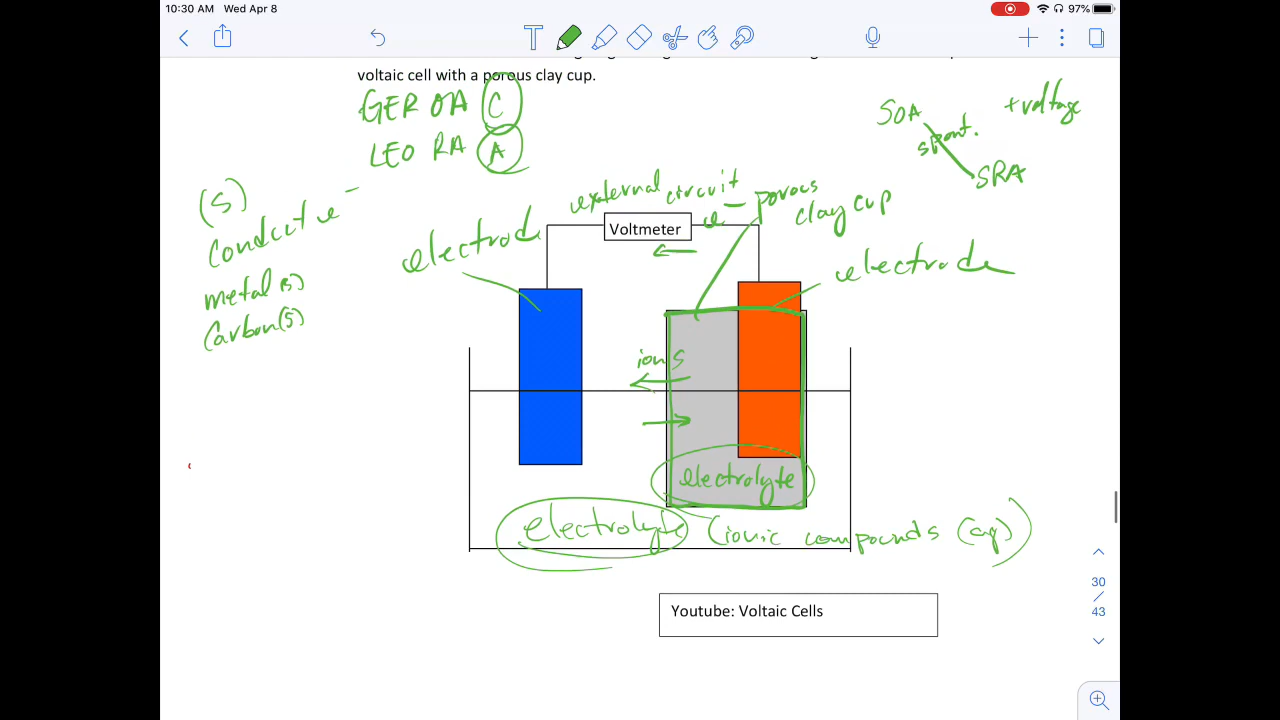 10:30 AM Wed Apr 8
97%
T
voltaic cell with a porous clay cup.
GER OA C
LEO RA A
SOA
spont.
SRA
+voltage
(S)
Conduct e⁻
metal (s)
Carbon(s)
external circuit
e⁻
porous
clay cup
Voltmeter
electrode
electrode
ions
electrolyte
electrolyte (ionic compounds (aq)
Youtube: Voltaic Cells
30
/
43